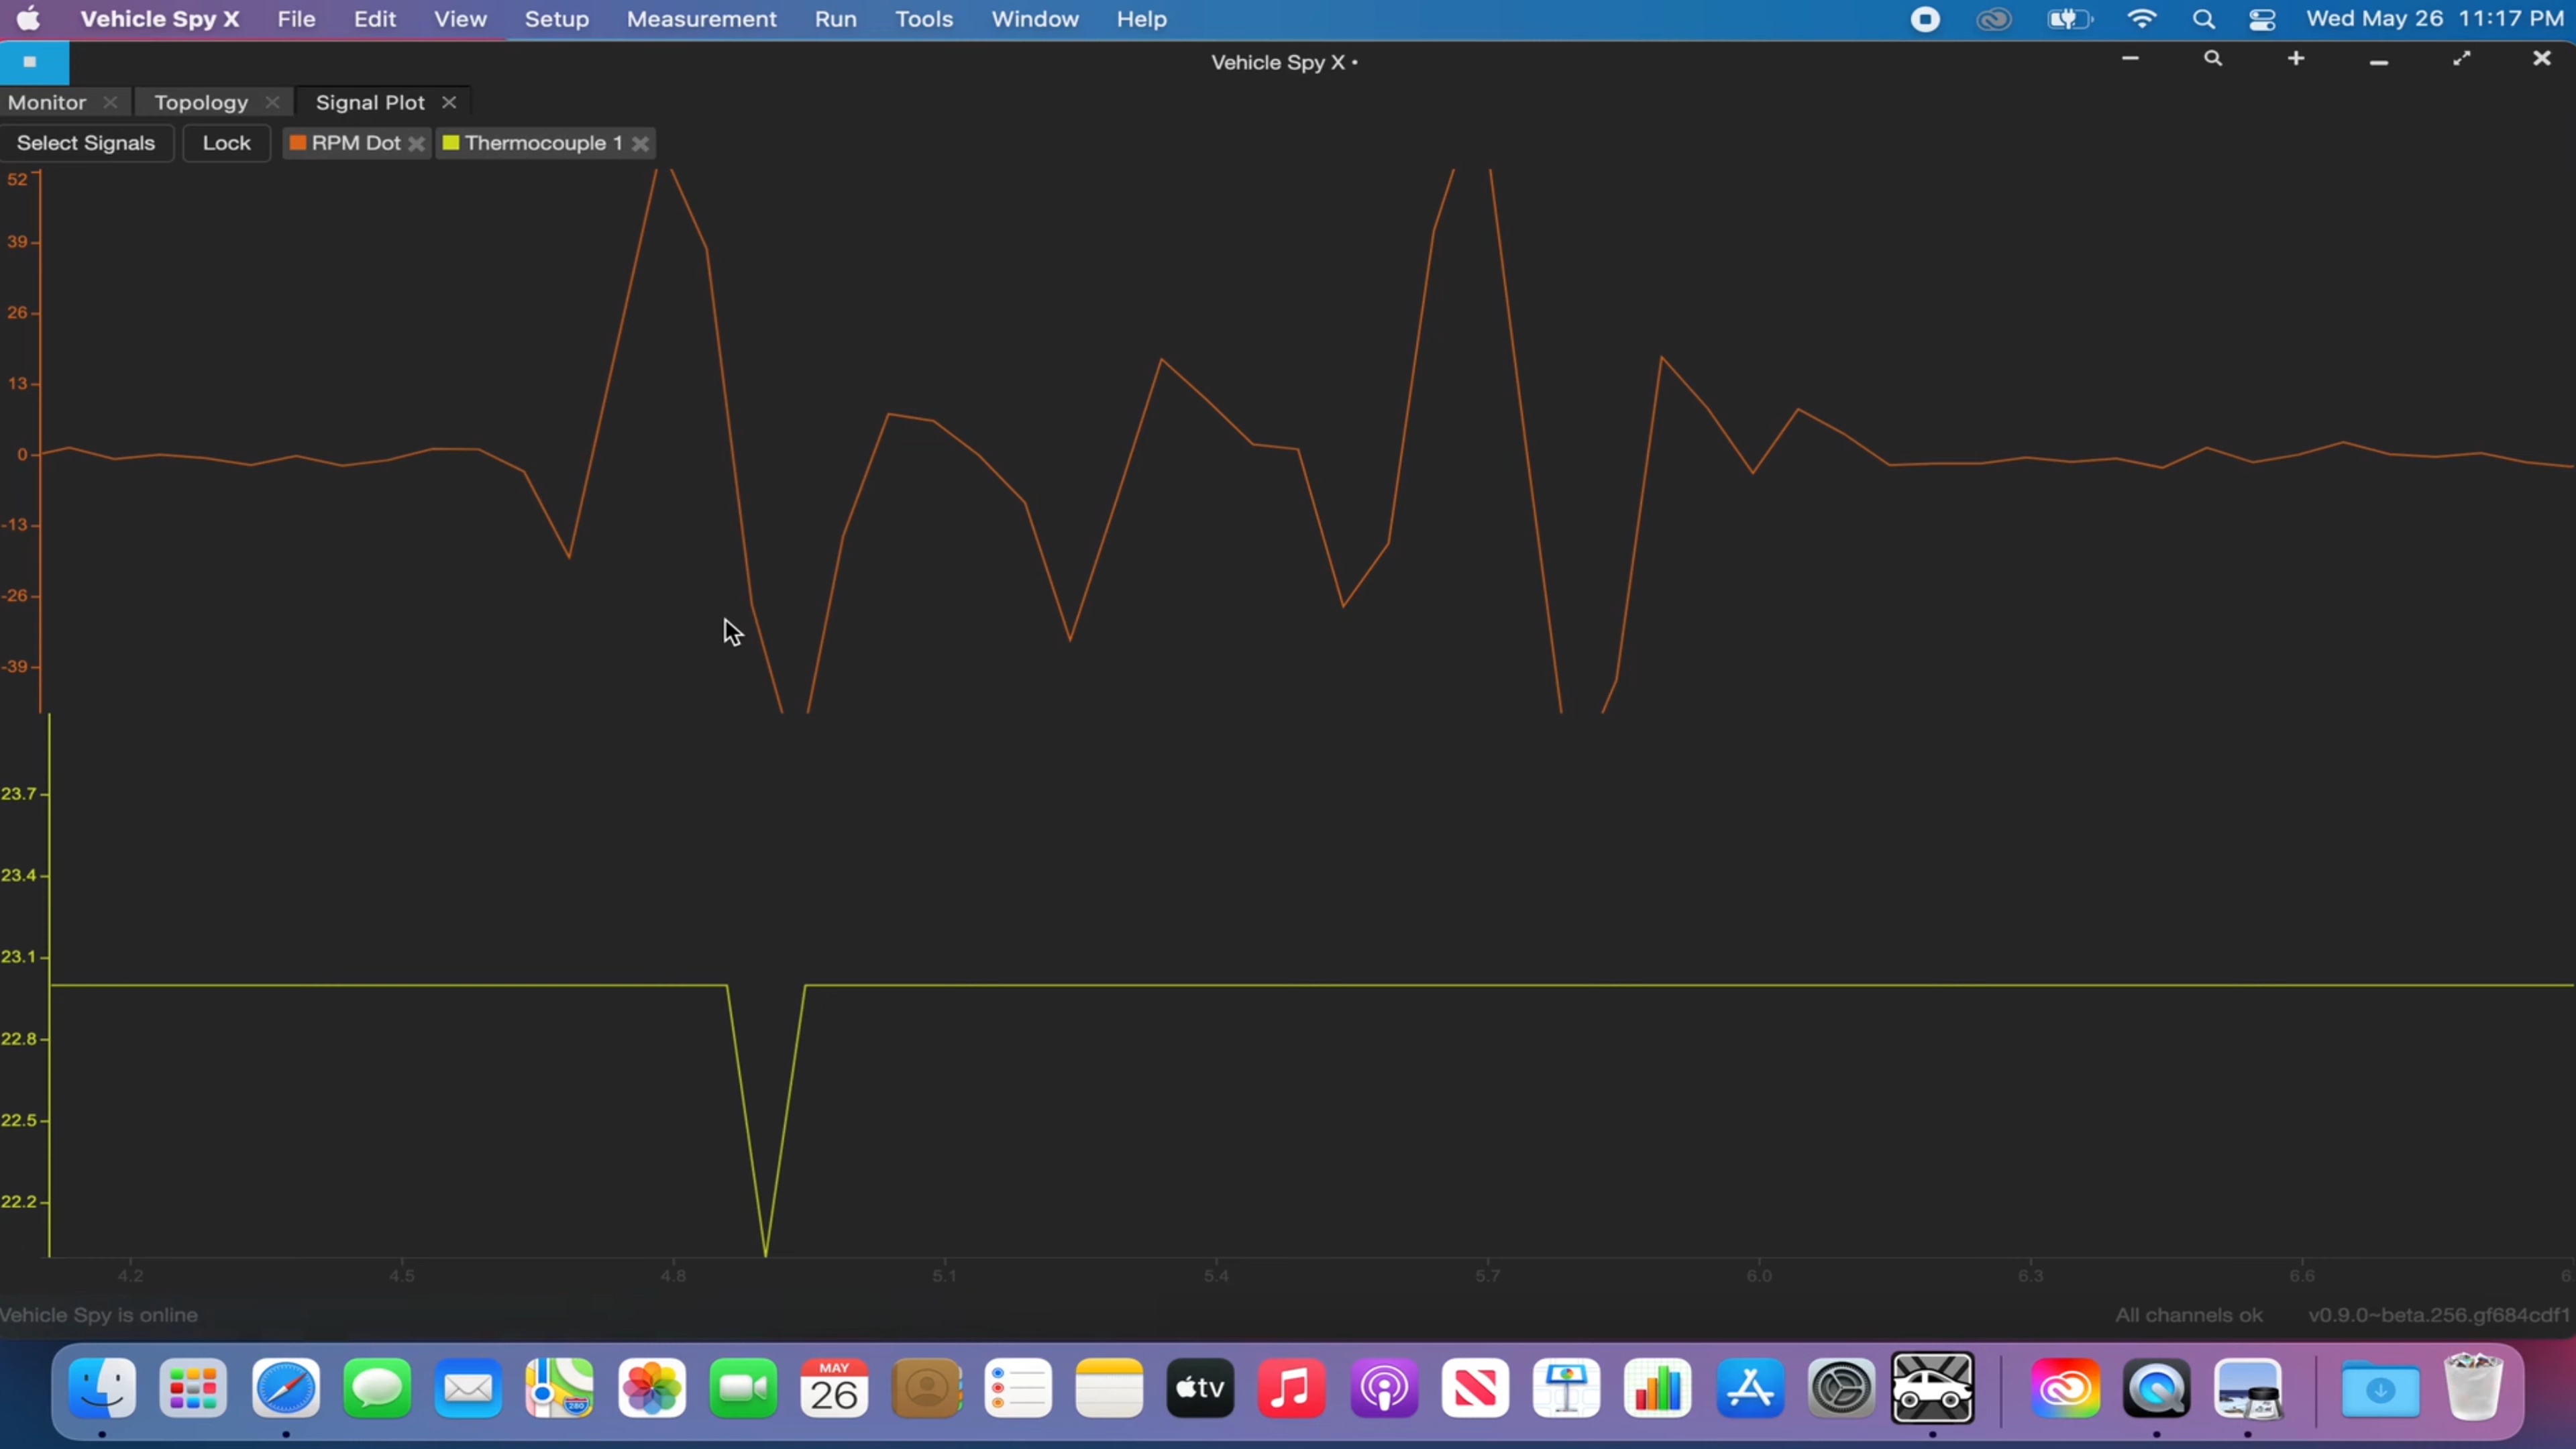 Vehicle Spy X File Edit View Setup Measurement Run Tools Window Help Wed May 26 11:17 PM
Vehicle Spy X •
Monitor Topology Signal Plot
Select Signals Lock RPM Dot Thermocouple 1
52
39
26
13
0
-13
-26
-39
23.7
23.4
23.1
22.8
22.5
22.2
4.2 4.5 4.8 5.1 5.4 5.7 6.0 6.3 6.6 6.
Vehicle Spy is online All channels ok v0.9.0~beta.256.gf684cdf1
MAY
26
280
tv